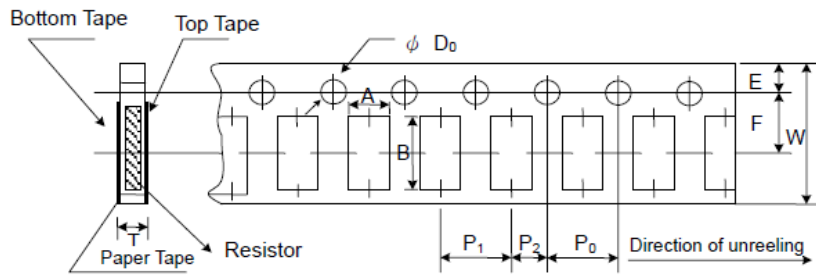 Bottom Tape
Top Tape
ϕ D₀
A
E
F
B
W
T
P₁
P₂
P₀
Paper Tape
Resistor
Direction of unreeling